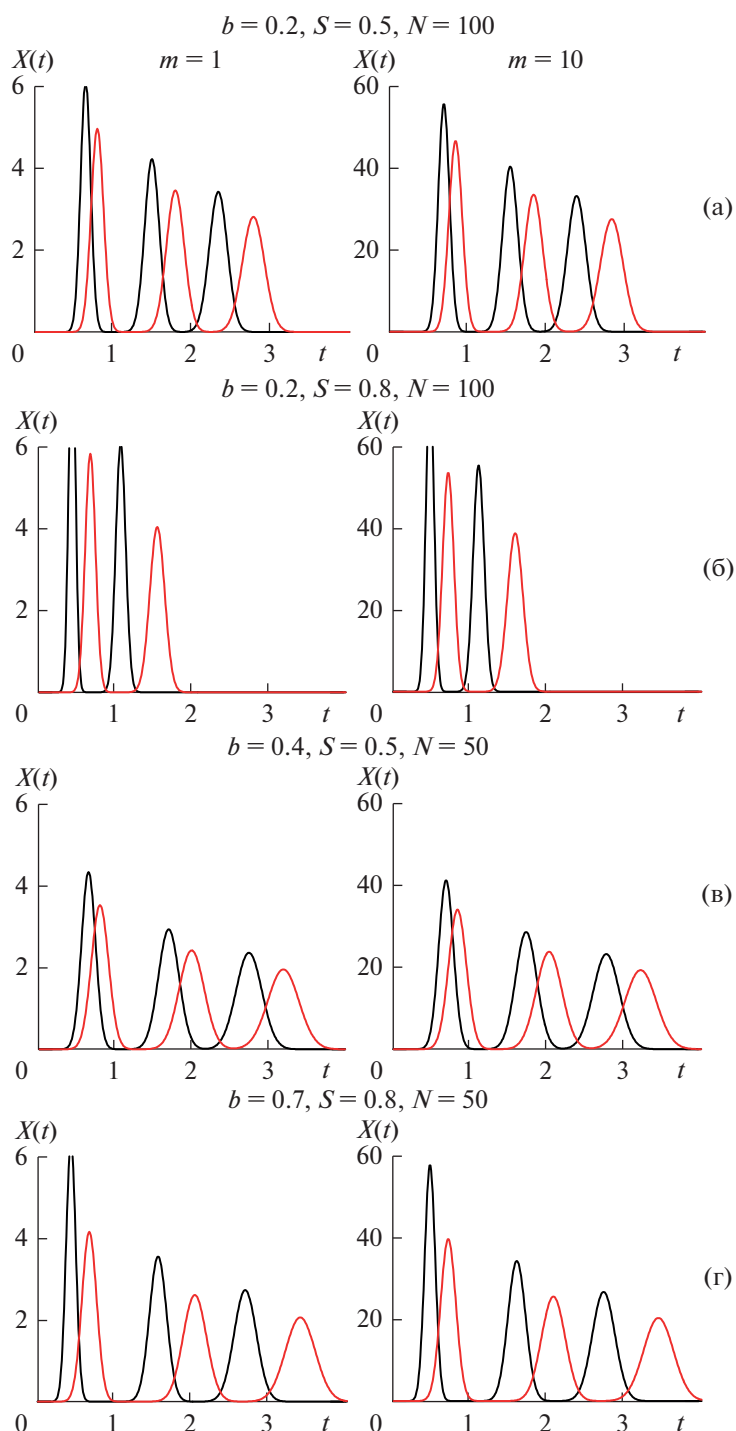 b = 0.2, S = 0.5, N = 100
X(t) m = 1 X(t) m = 10
6 60
4 40
(а)
2 20
0 1 2 3 t 0 1 2 3 t
b = 0.2, S = 0.8, N = 100
X(t) X(t)
6 60
4 40
(б)
2 20
0 1 2 3 t 0 1 2 3 t
b = 0.4, S = 0.5, N = 50
X(t) X(t)
6 60
4 40
(в)
2 20
0 1 2 3 t 0 1 2 3 t
b = 0.7, S = 0.8, N = 50
X(t) X(t)
6 60
4 40
(г)
2 20
0 1 2 3 t 0 1 2 3 t